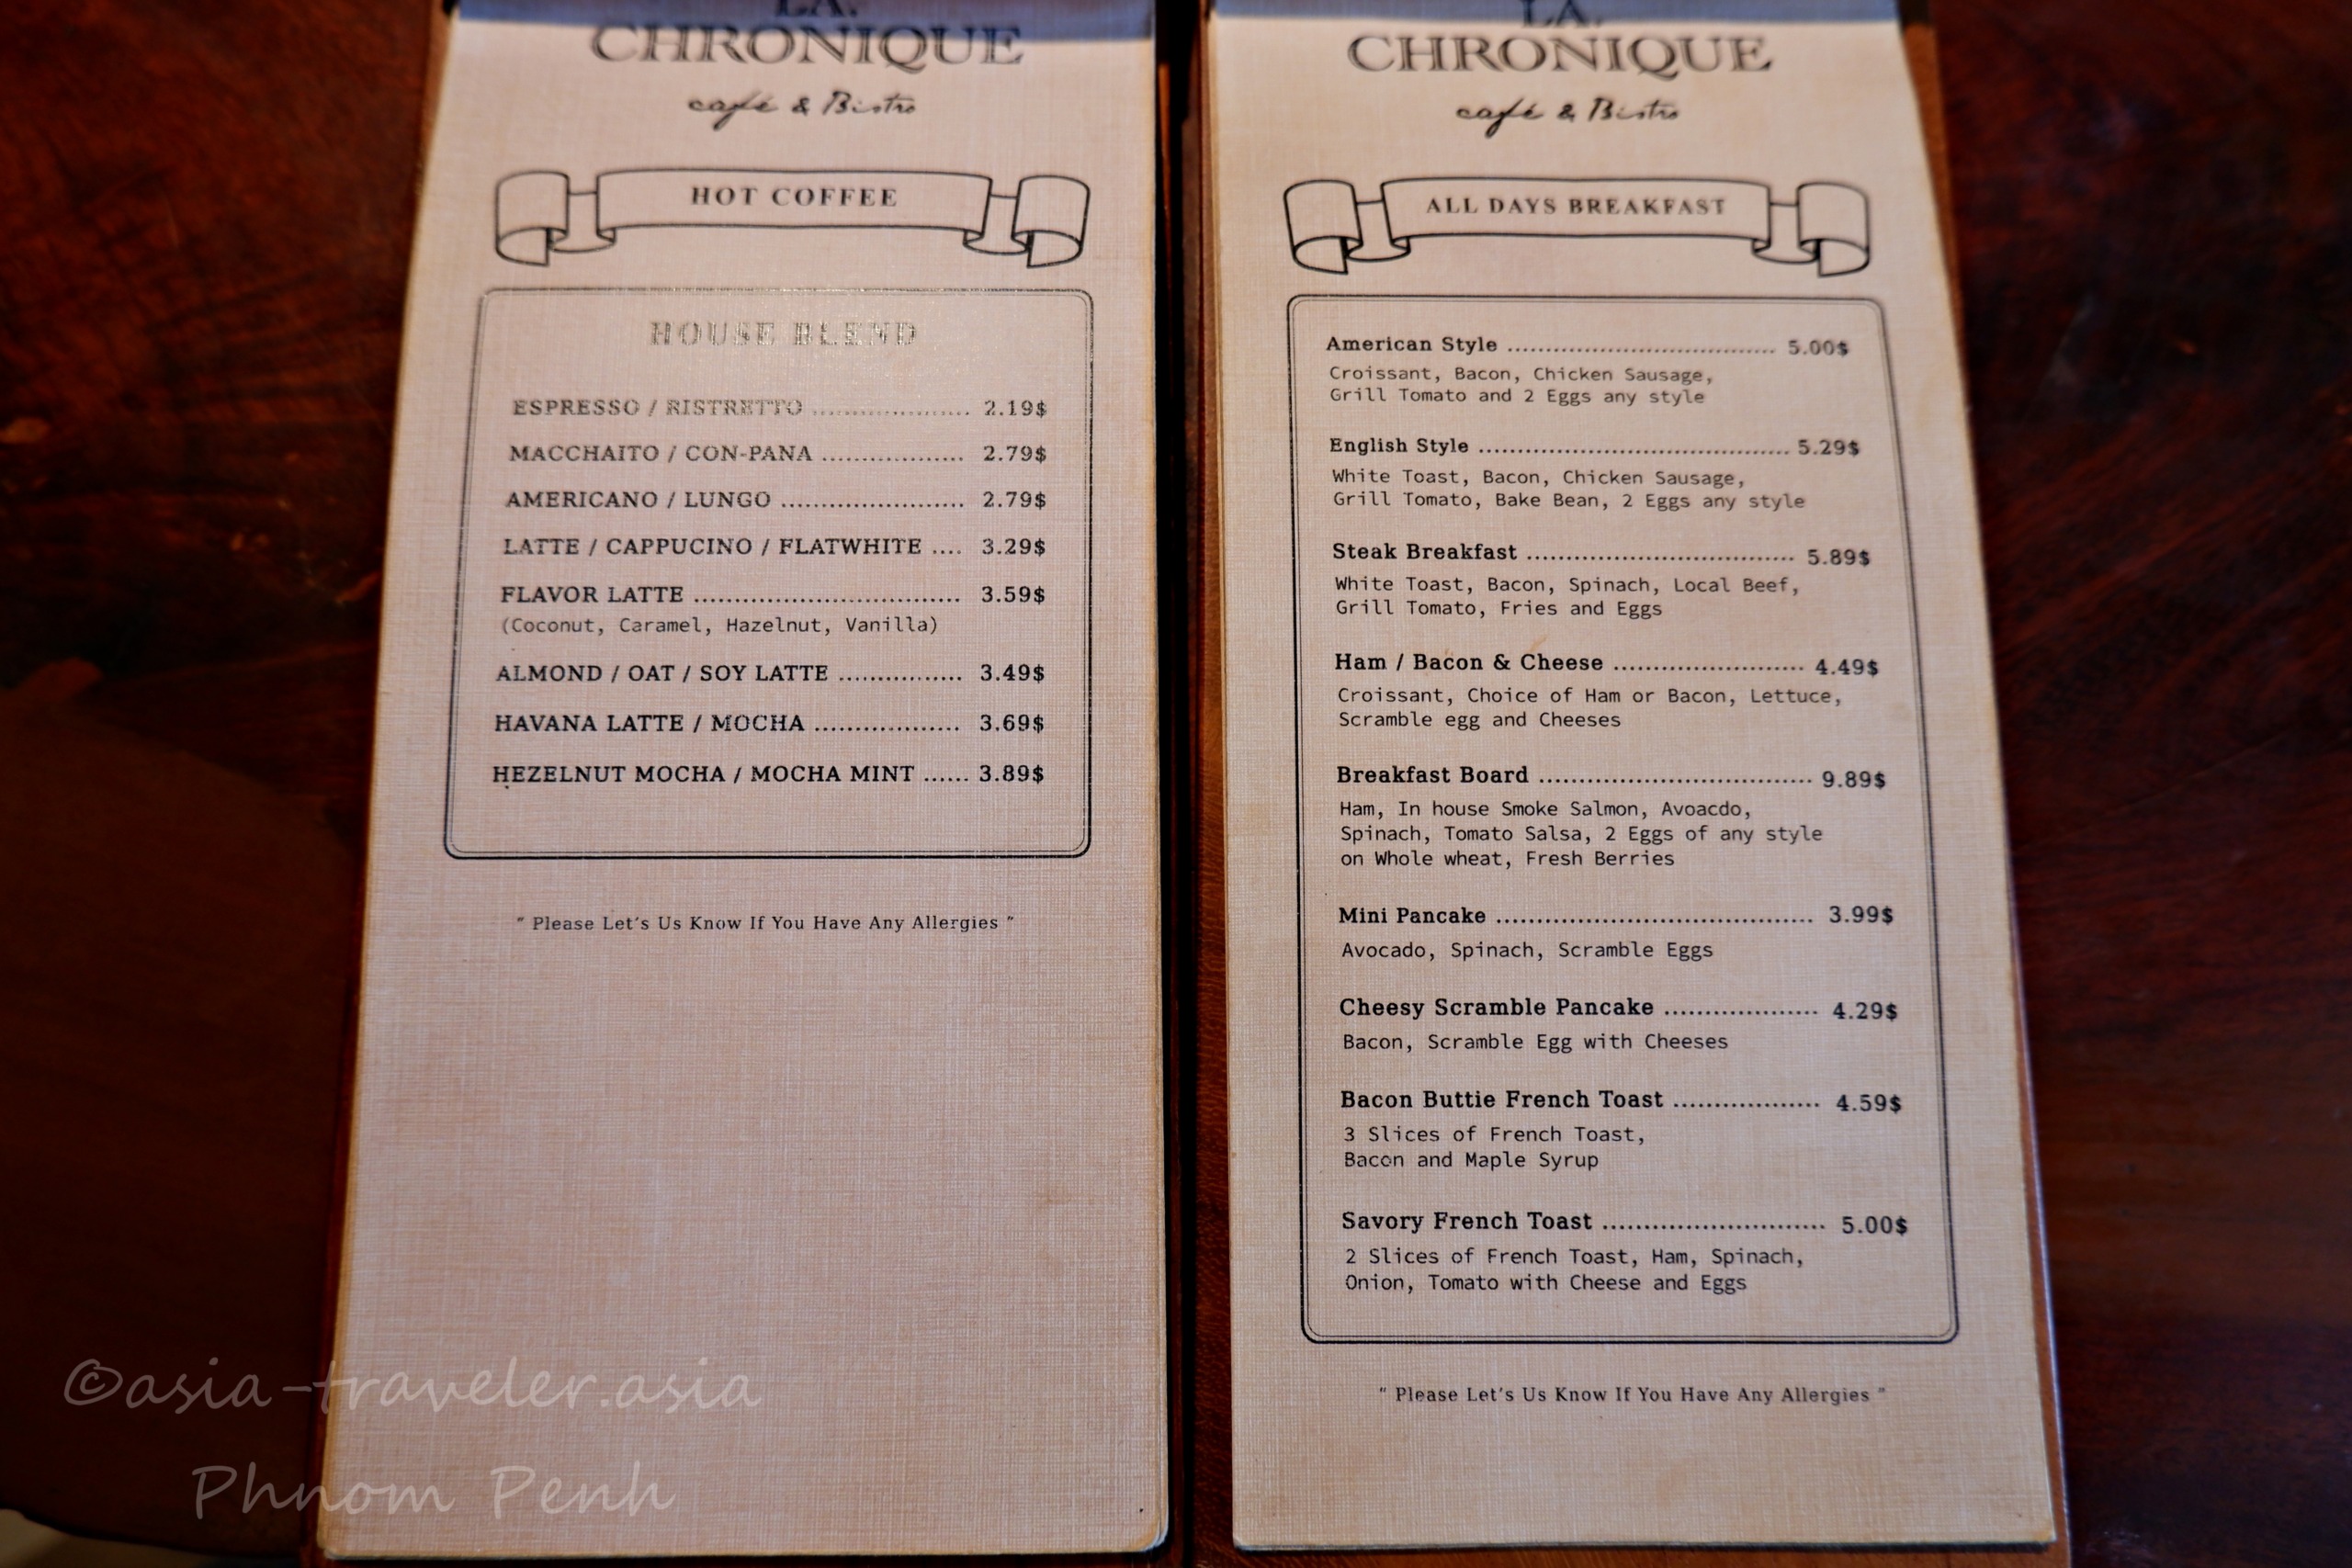 LA.
CHRONIQUE
café & Bistro
HOT COFFEE
HOUSE BLEND
ESPRESSO / RISTRETTO .................... 2.19$
MACCHAITO / CON-PANA .................. 2.79$
AMERICANO / LUNGO ....................... 2.79$
LATTE / CAPPUCINO / FLATWHITE .... 3.29$
FLAVOR LATTE ................................. 3.59$
(Coconut, Caramel, Hazelnut, Vanilla)
ALMOND / OAT / SOY LATTE ................ 3.49$
HAVANA LATTE / MOCHA .................. 3.69$
HEZELNUT MOCHA / MOCHA MINT ...... 3.89$
" Please Let's Us Know If You Have Any Allergies "
LA.
CHRONIQUE
café & Bistro
ALL DAYS BREAKFAST
American Style .................................... 5.00$
Croissant, Bacon, Chicken Sausage,
Grill Tomato and 2 Eggs any style
English Style ........................................ 5.29$
White Toast, Bacon, Chicken Sausage,
Grill Tomato, Bake Bean, 2 Eggs any style
Steak Breakfast .................................. 5.89$
White Toast, Bacon, Spinach, Local Beef,
Grill Tomato, Fries and Eggs
Ham / Bacon & Cheese ........................ 4.49$
Croissant, Choice of Ham or Bacon, Lettuce,
Scramble egg and Cheeses
Breakfast Board .................................. 9.89$
Ham, In house Smoke Salmon, Avoacdo,
Spinach, Tomato Salsa, 2 Eggs of any style
on Whole wheat, Fresh Berries
Mini Pancake ....................................... 3.99$
Avocado, Spinach, Scramble Eggs
Cheesy Scramble Pancake ................... 4.29$
Bacon, Scramble Egg with Cheeses
Bacon Buttie French Toast .................. 4.59$
3 Slices of French Toast,
Bacon and Maple Syrup
Savory French Toast ........................... 5.00$
2 Slices of French Toast, Ham, Spinach,
Onion, Tomato with Cheese and Eggs
" Please Let's Us Know If You Have Any Allergies "
©asia-traveler.asia
Phnom Penh